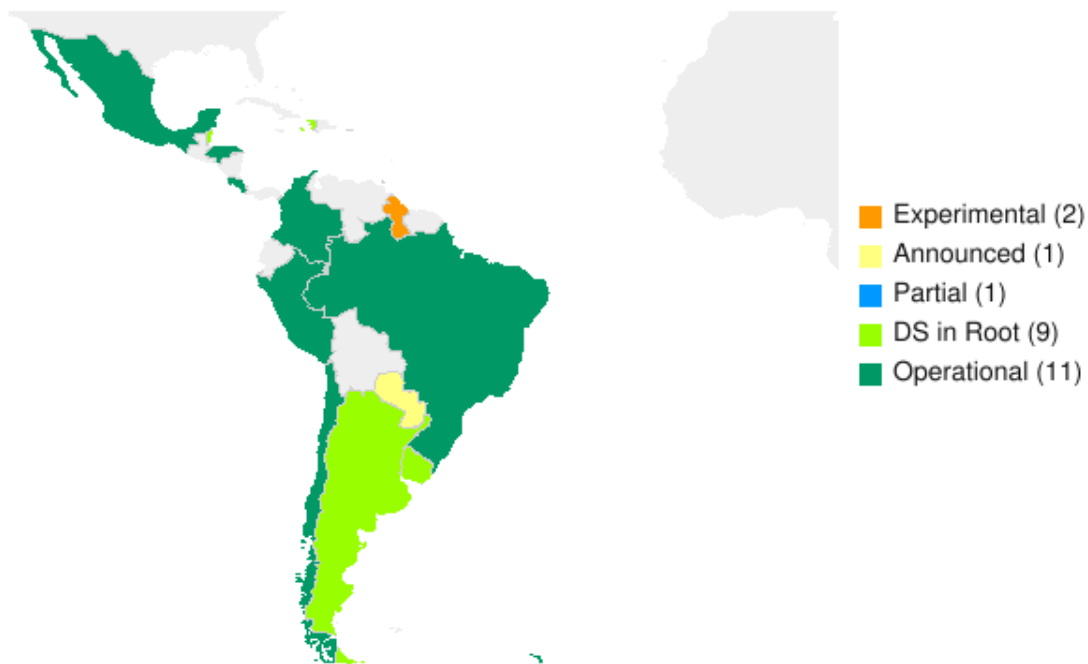 Experimental (2)
Announced (1)
Partial (1)
DS in Root (9)
Operational (11)